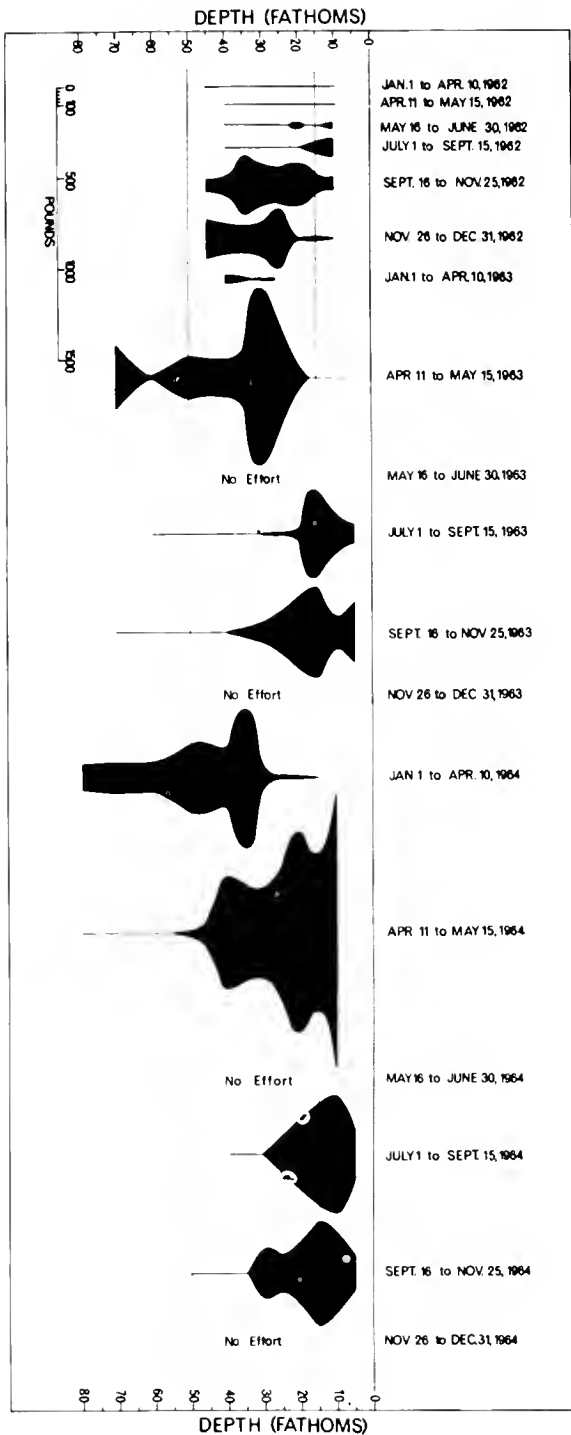 DEPTH (FATHOMS)
80 70 60 50 40 30 20 10 0
JAN. 1 to APR. 10, 1962
APR. 11 to MAY 15, 1962
MAY 16 to JUNE 30, 1962
JULY 1 to SEPT. 15, 1962
SEPT. 16 to NOV. 25, 1962
NOV. 26 to DEC. 31, 1962
JAN. 1 to APR. 10, 1963
0
100
500
1000
1500
POUNDS
APR 11 to MAY 15, 1963
No Effort MAY 16 to JUNE 30, 1963
JULY 1 to SEPT. 15, 1963
SEPT. 16 to NOV 25, 1963
No Effort NOV 26 to DEC 31, 1963
JAN 1 to APR. 10, 1964
APR 11 to MAY 15, 1964
No Effort MAY 16 to JUNE 30, 1964
JULY 1 to SEPT. 15, 1964
SEPT. 16 to NOV. 25, 1964
No Effort NOV 26 to DEC. 31, 1964
80 70 60 50 40 30 20 10 0
DEPTH (FATHOMS)